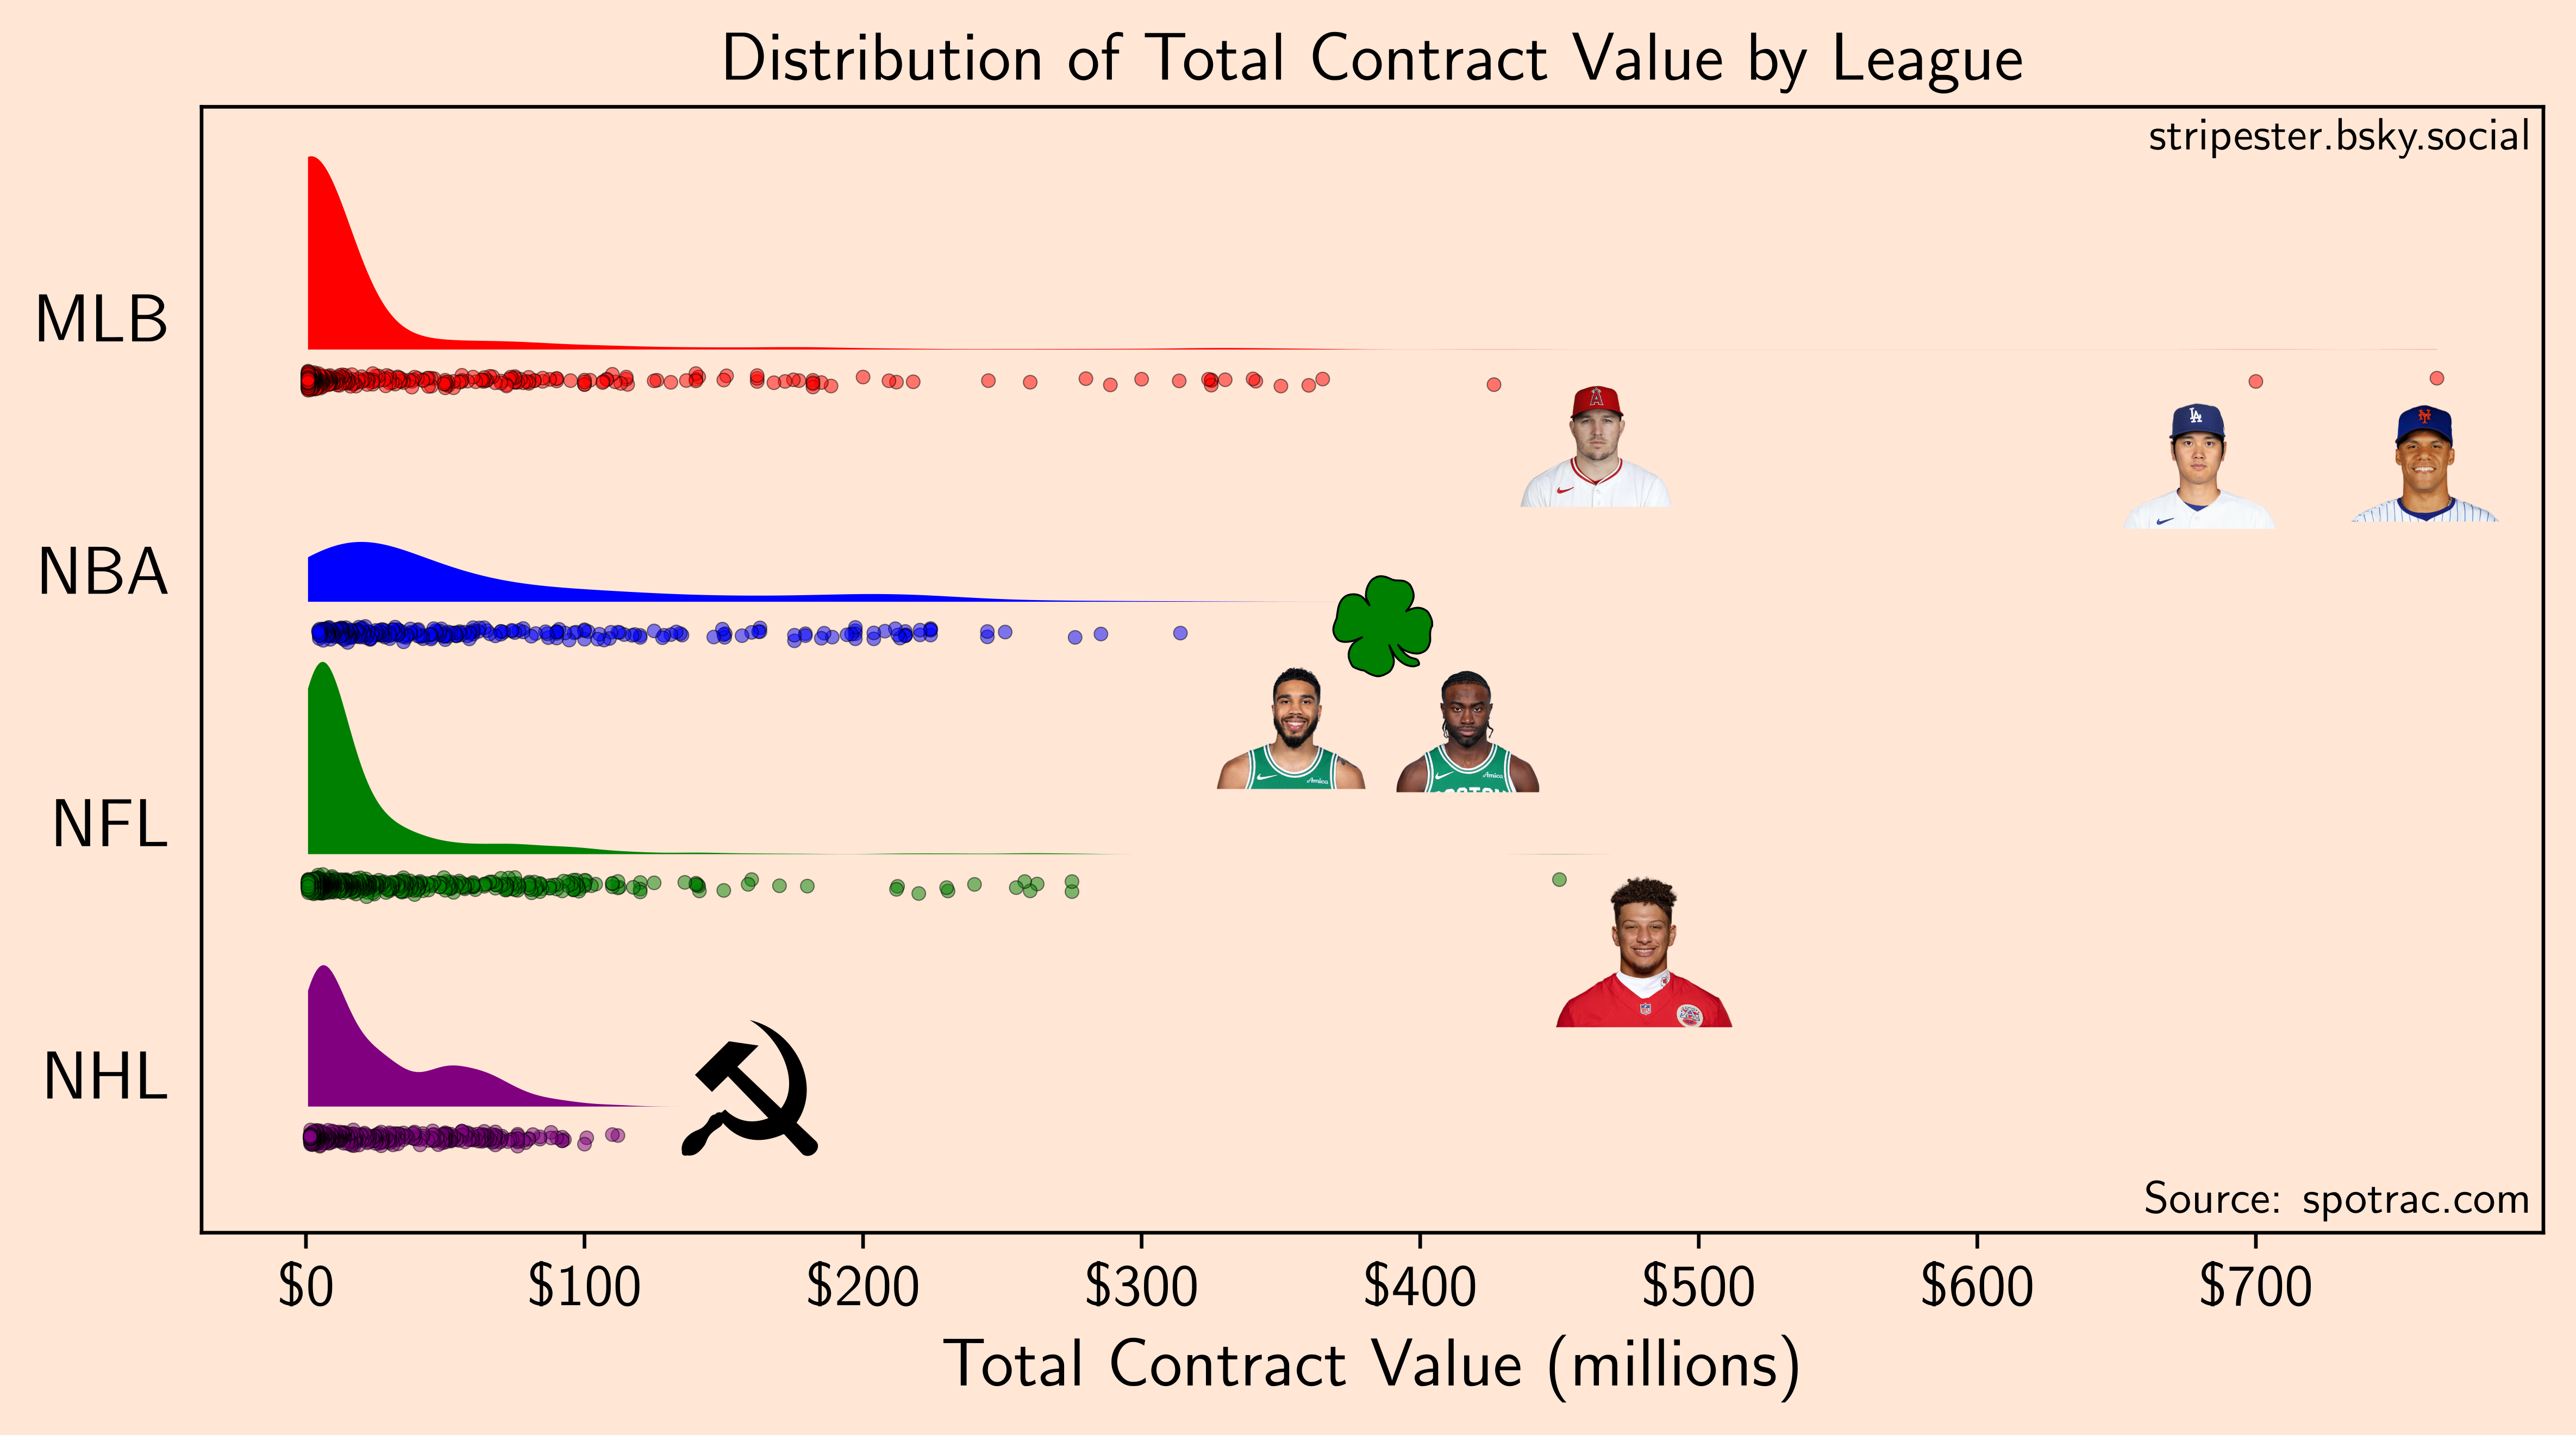 Distribution of Total Contract Value by League
stripester.bsky.social
MLB
NBA
NFL
NHL
Source: spotrac.com
$0 $100 $200 $300 $400 $500 $600 $700
Total Contract Value (millions)